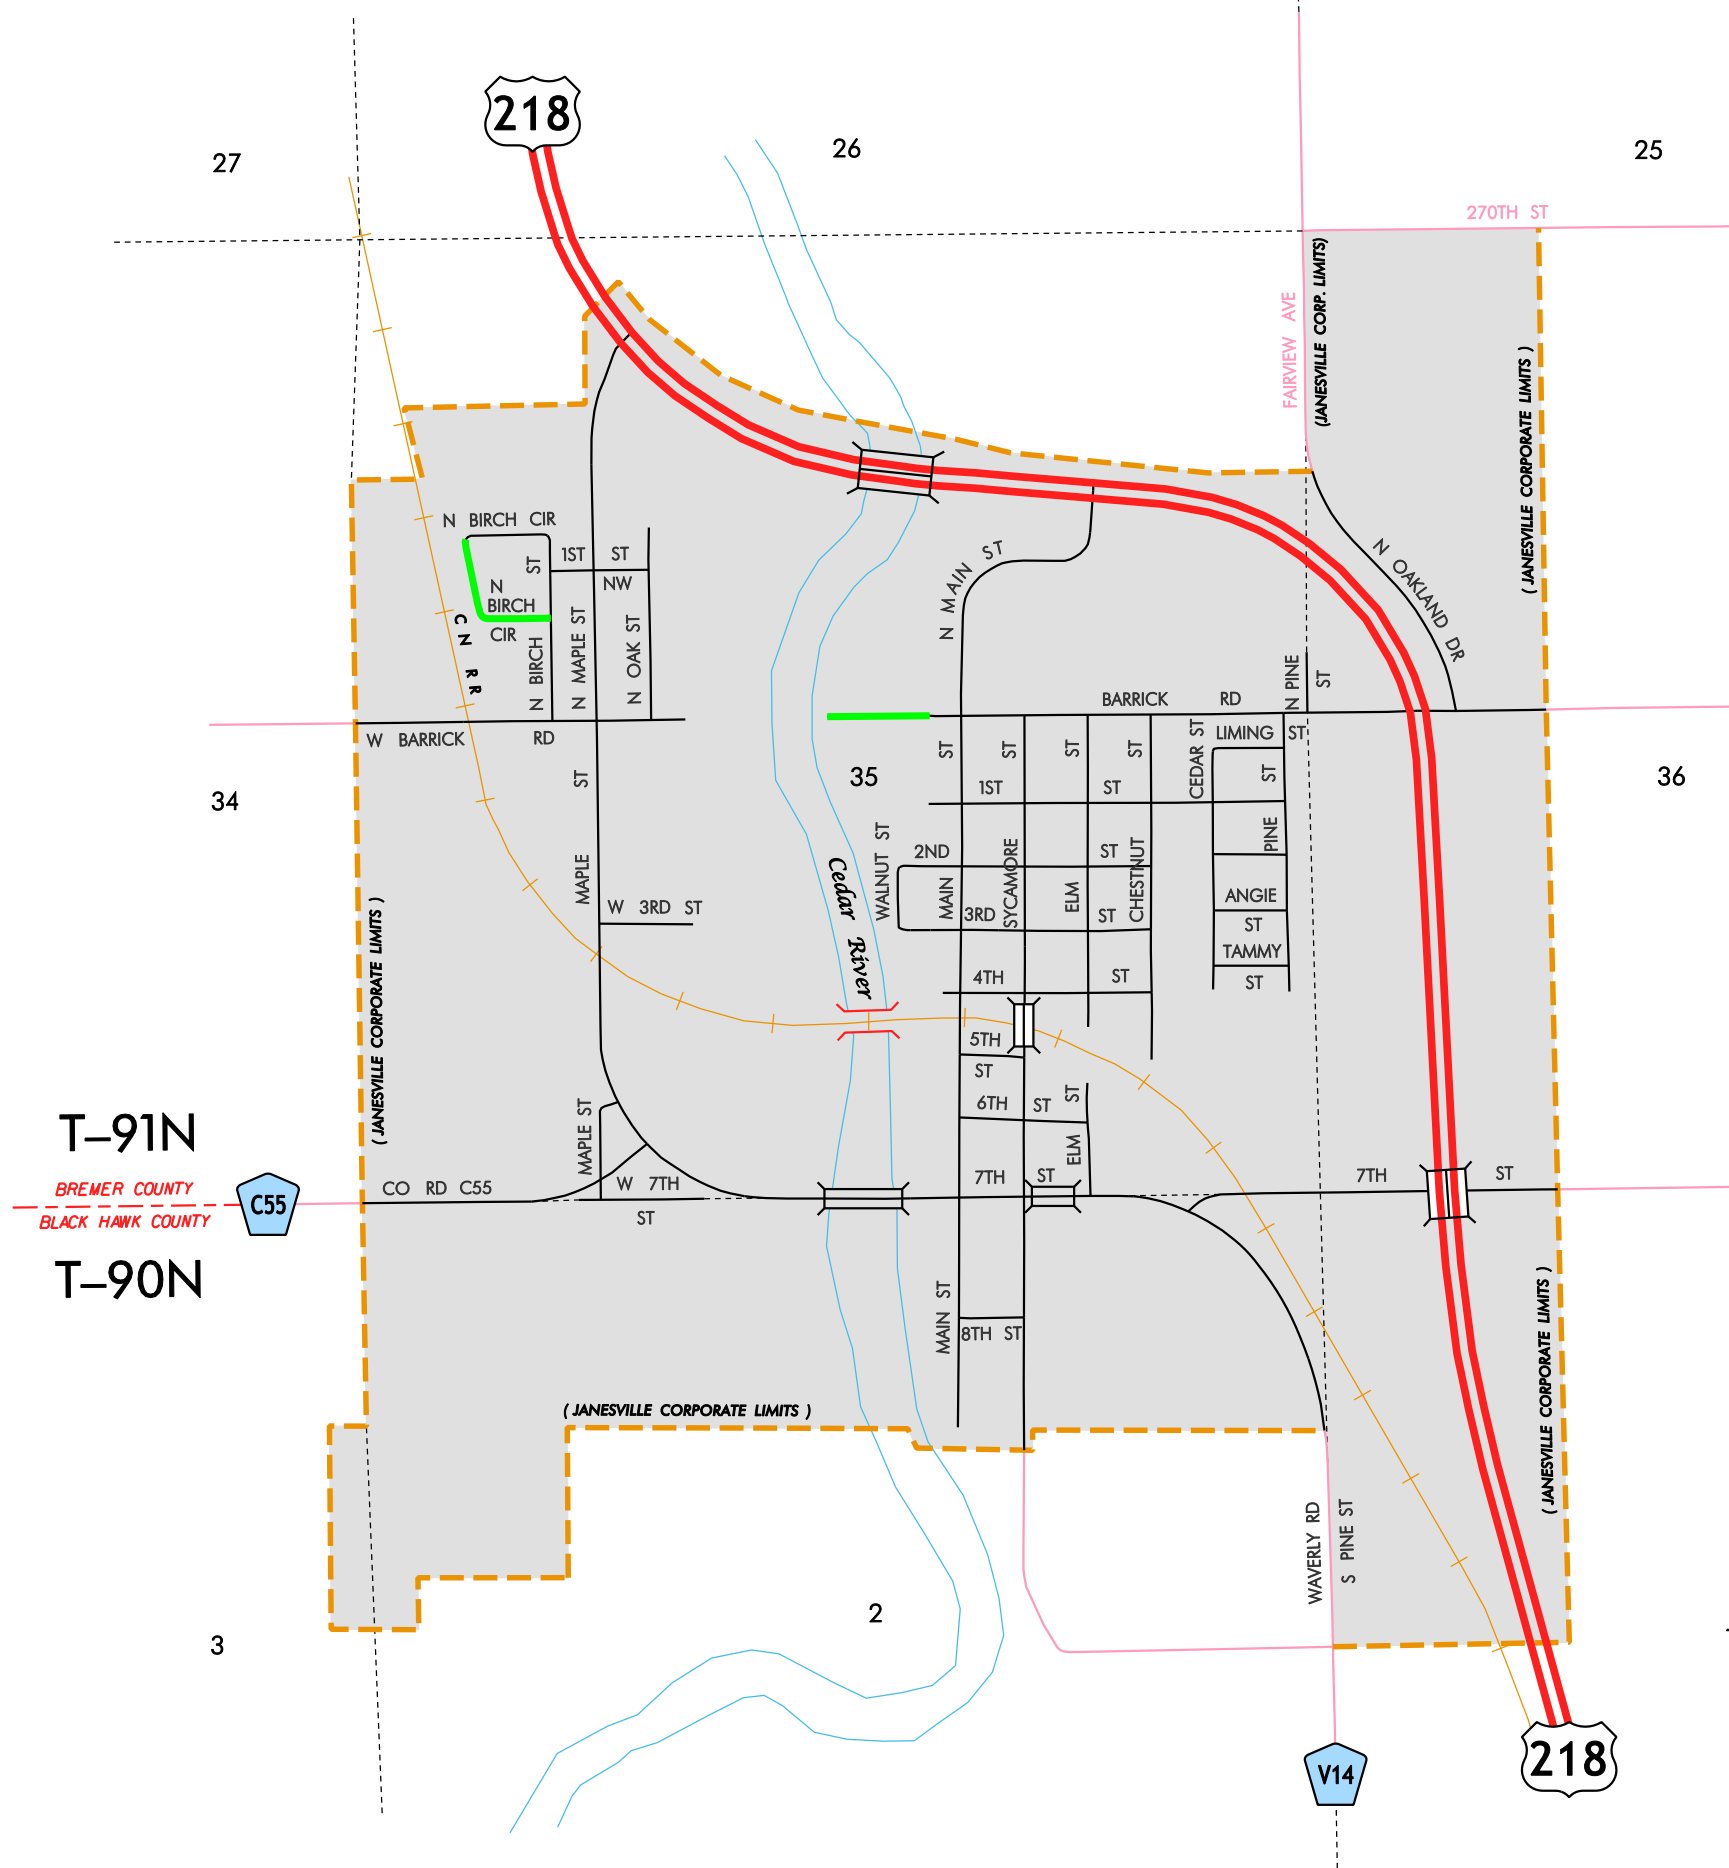 218
27
26
25
270TH ST
(JANESVILLE CORP. LIMITS)
FAIRVIEW AVE
( JANESVILLE CORPORATE LIMITS )
N BIRCH CIR
1ST ST
NW
ST
N
BIRCH
CIR
N BIRCH
N MAPLE ST
N OAK ST
C N R R
N MAIN ST
N OAKLAND DR
N PINE
ST
BARRICK RD
W BARRICK RD
LIMING ST
CEDAR ST
ST
ST
ST
ST
ST
ST
35
34
36
1ST ST
PINE
MAPLE
WALNUT ST
2ND ST
MAIN
SYCAMORE
ELM
CHESTNUT
3RD ST
ANGIE
ST
TAMMY
ST
W 3RD ST
Cedar River
4TH ST
( JANESVILLE CORPORATE LIMITS )
5TH
ST
6TH ST
ST
ELM
MAPLE ST
T–91N
BREMER COUNTY
BLACK HAWK COUNTY
T–90N
C55
CO RD C55
W 7TH
ST
7TH ST
7TH ST
MAIN ST
8TH ST
( JANESVILLE CORPORATE LIMITS )
( JANESVILLE CORPORATE LIMITS )
WAVERLY RD
S PINE ST
2
3
V14
218